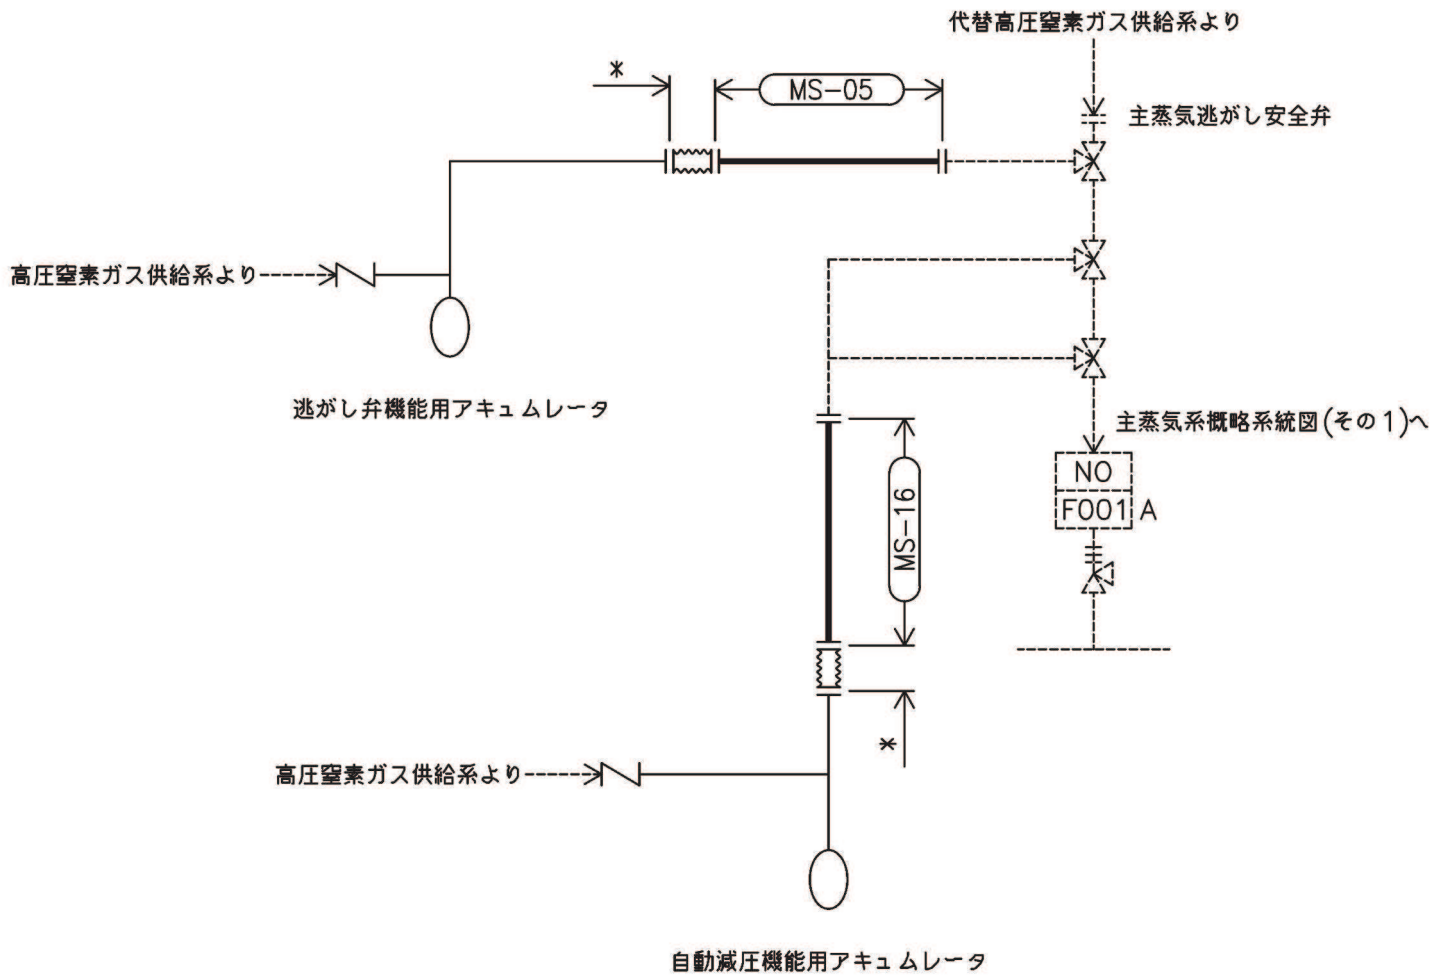 代替高圧窒素ガス供給系より
*
MS-05
主蒸気逃がし安全弁
高圧窒素ガス供給系より
逃がし弁機能用アキュムレータ
主蒸気系概略系統図(その1)へ
NO
MS-16
F001 A
*
高圧窒素ガス供給系より
自動減圧機能用アキュムレータ